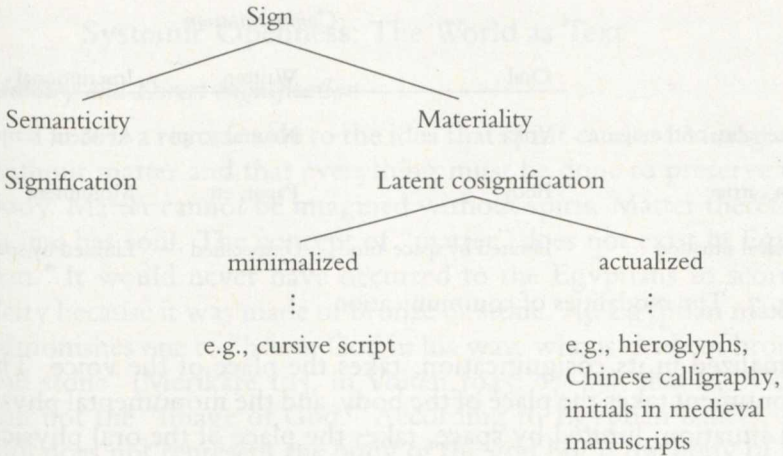 Sign
Semanticity Materiality
Signification Latent cosignification
minimalized actualized
e.g., cursive script e.g., hieroglyphs,
Chinese calligraphy,
initials in medieval
manuscripts